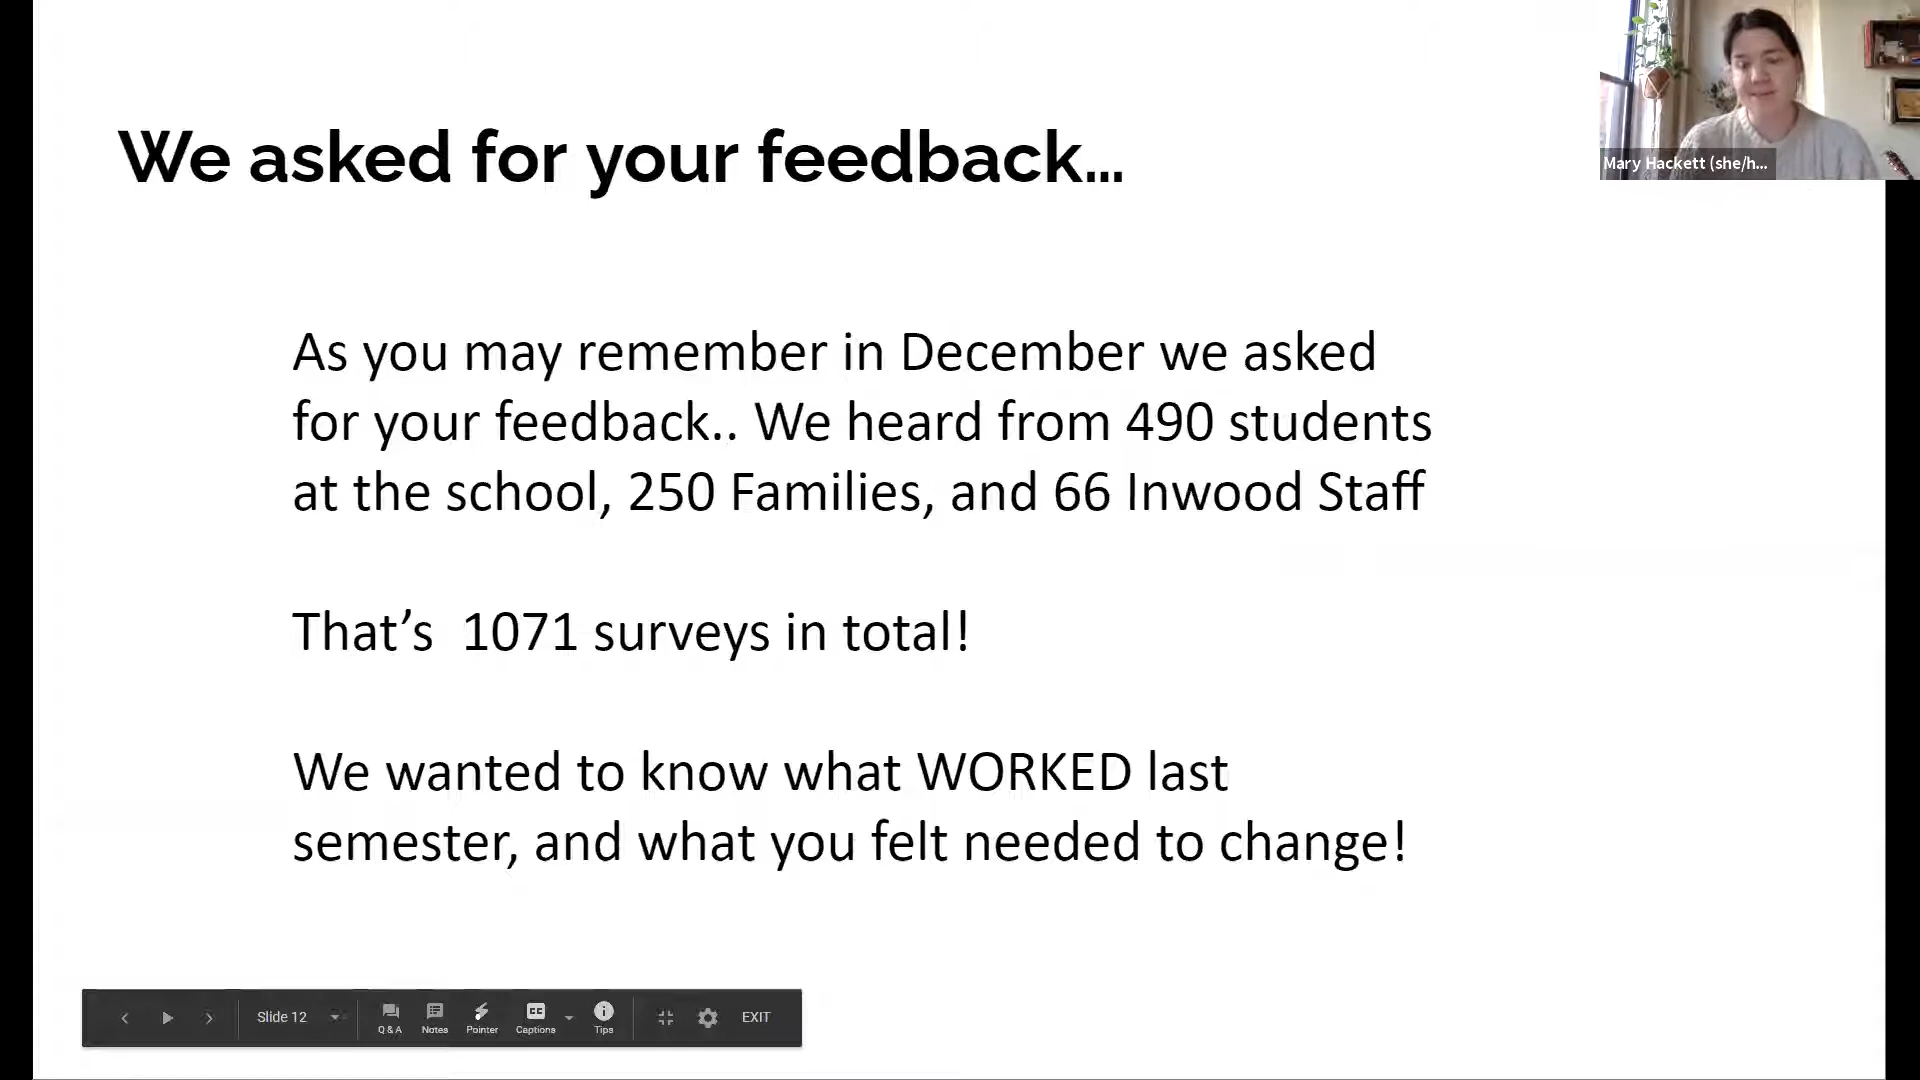 We asked for your feedback...
Mary Hackett (she/h...
As you may remember in December we asked
for your feedback.. We heard from 490 students
at the school, 250 Families, and 66 Inwood Staff
That's  1071 surveys in total!
We wanted to know what WORKED last
semester, and what you felt needed to change!
Slide 12
Q & A
Notes
Pointer
CC
Captions
Tips
EXIT